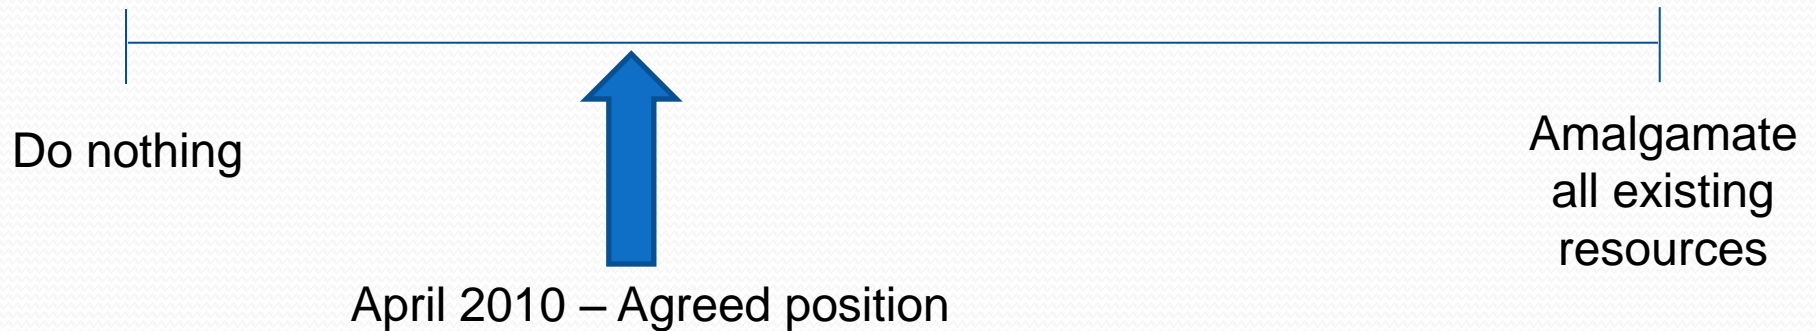 Do nothing
Amalgamate
all existing
resources
April 2010 – Agreed position